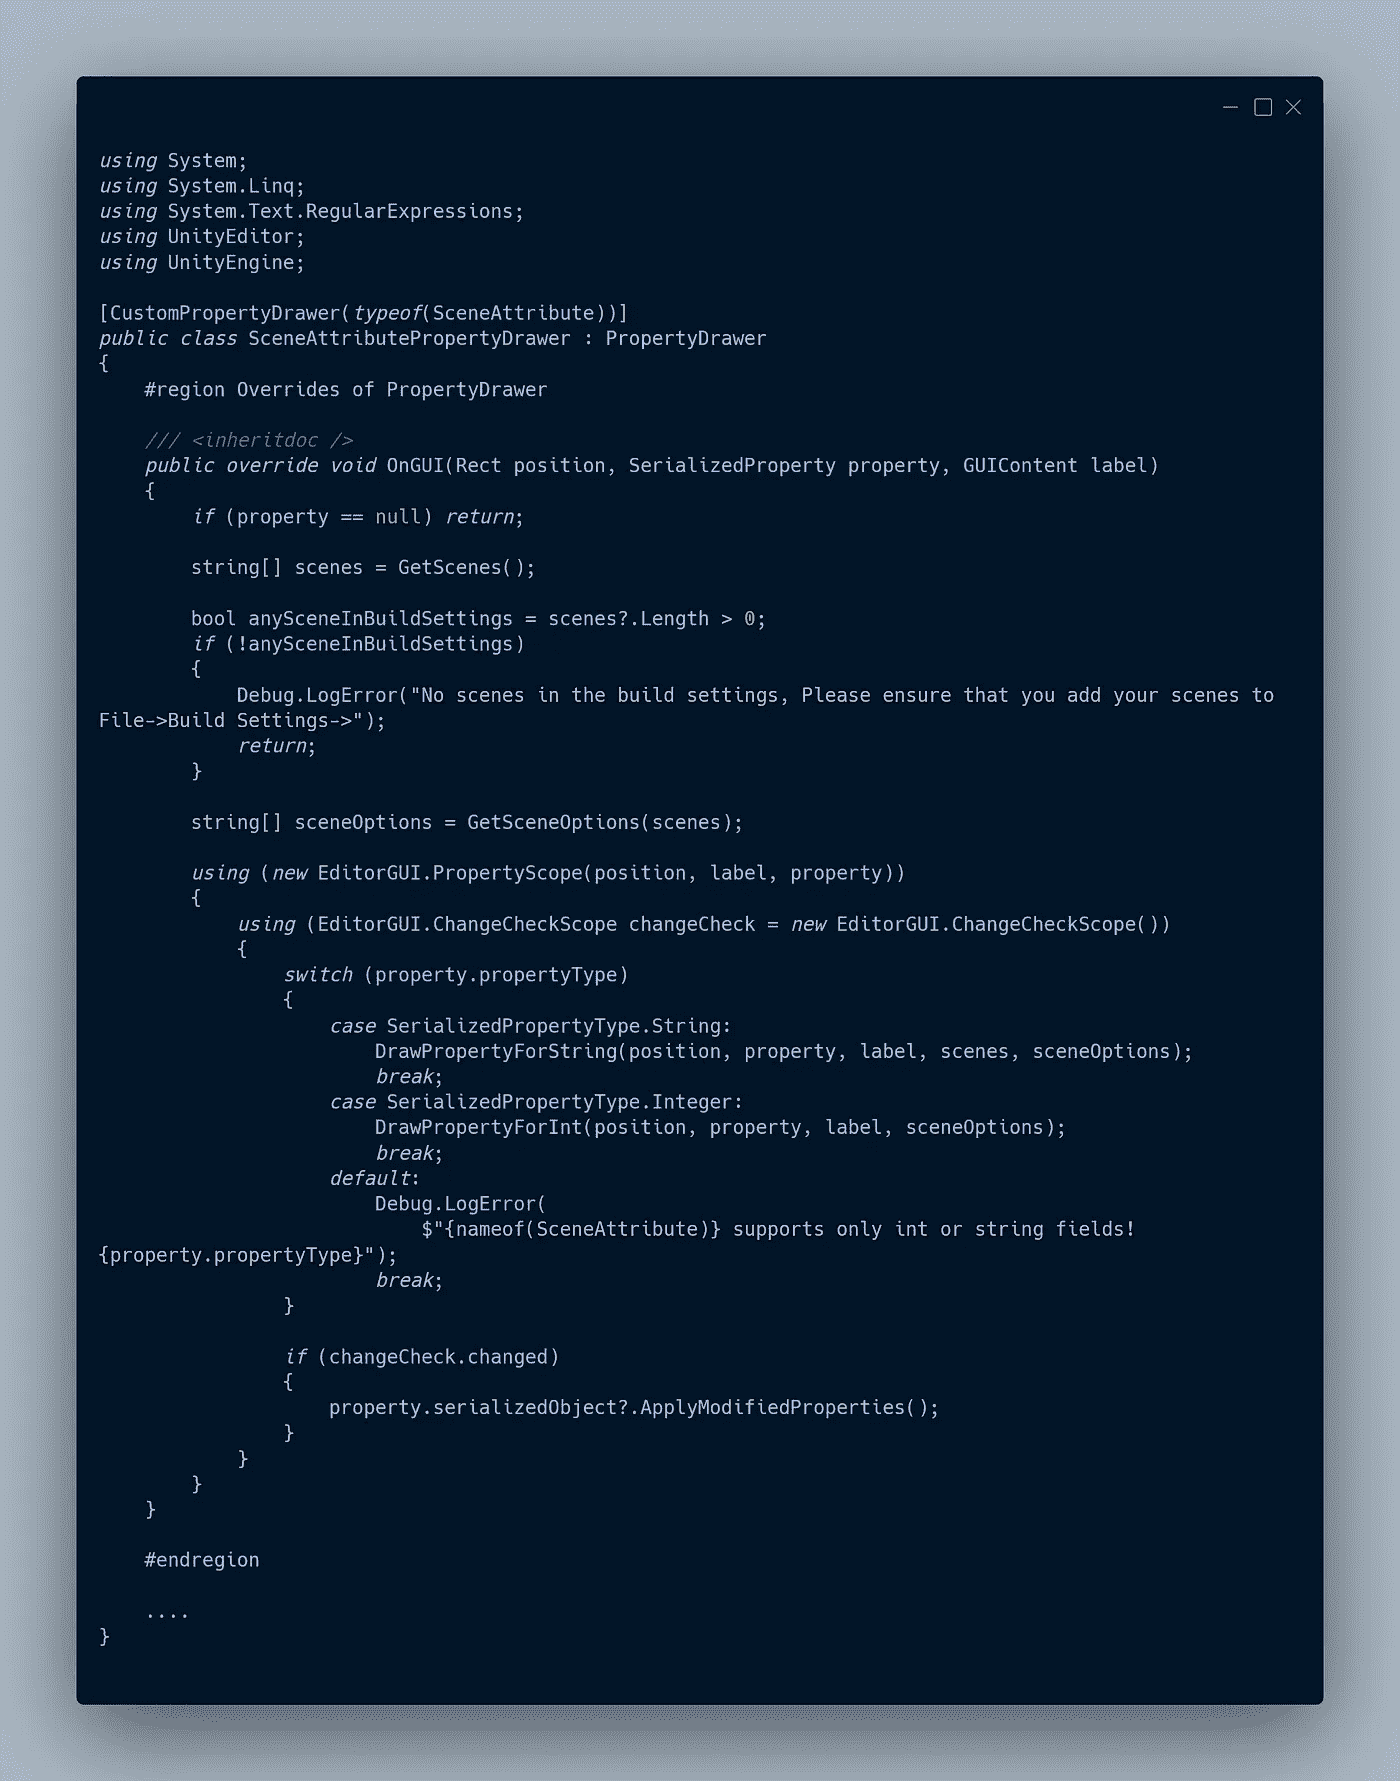 using System;
using System.Linq;
using System.Text.RegularExpressions;
using UnityEditor;
using UnityEngine;

[CustomPropertyDrawer(typeof(SceneAttribute))]
public class SceneAttributePropertyDrawer : PropertyDrawer
{
    #region Overrides of PropertyDrawer

    /// <inheritdoc />
    public override void OnGUI(Rect position, SerializedProperty property, GUIContent label)
    {
        if (property == null) return;

        string[] scenes = GetScenes();

        bool anySceneInBuildSettings = scenes?.Length > 0;
        if (!anySceneInBuildSettings)
        {
            Debug.LogError("No scenes in the build settings, Please ensure that you add your scenes to
File->Build Settings->");
            return;
        }

        string[] sceneOptions = GetSceneOptions(scenes);

        using (new EditorGUI.PropertyScope(position, label, property))
        {
            using (EditorGUI.ChangeCheckScope changeCheck = new EditorGUI.ChangeCheckScope())
            {
                switch (property.propertyType)
                {
                    case SerializedPropertyType.String:
                        DrawPropertyForString(position, property, label, scenes, sceneOptions);
                        break;
                    case SerializedPropertyType.Integer:
                        DrawPropertyForInt(position, property, label, sceneOptions);
                        break;
                    default:
                        Debug.LogError(
                            $"{nameof(SceneAttribute)} supports only int or string fields!
{property.propertyType}");
                        break;
                }

                if (changeCheck.changed)
                {
                    property.serializedObject?.ApplyModifiedProperties();
                }
            }
        }
    }

    #endregion

    ....
}